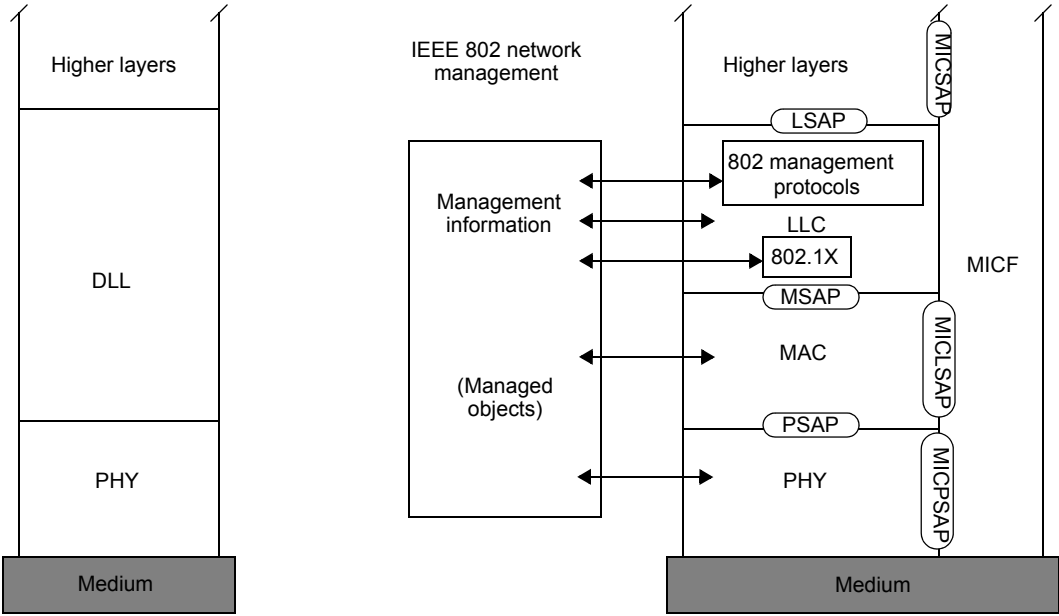 Higher layers
DLL
PHY
Medium
IEEE 802 network
management
Management
information
(Managed
objects)
Higher layers
LSAP
802 management
protocols
LLC
802.1X
MSAP
MAC
PSAP
PHY
Medium
MICSAP
MICF
MICLSAP
MICPSAP